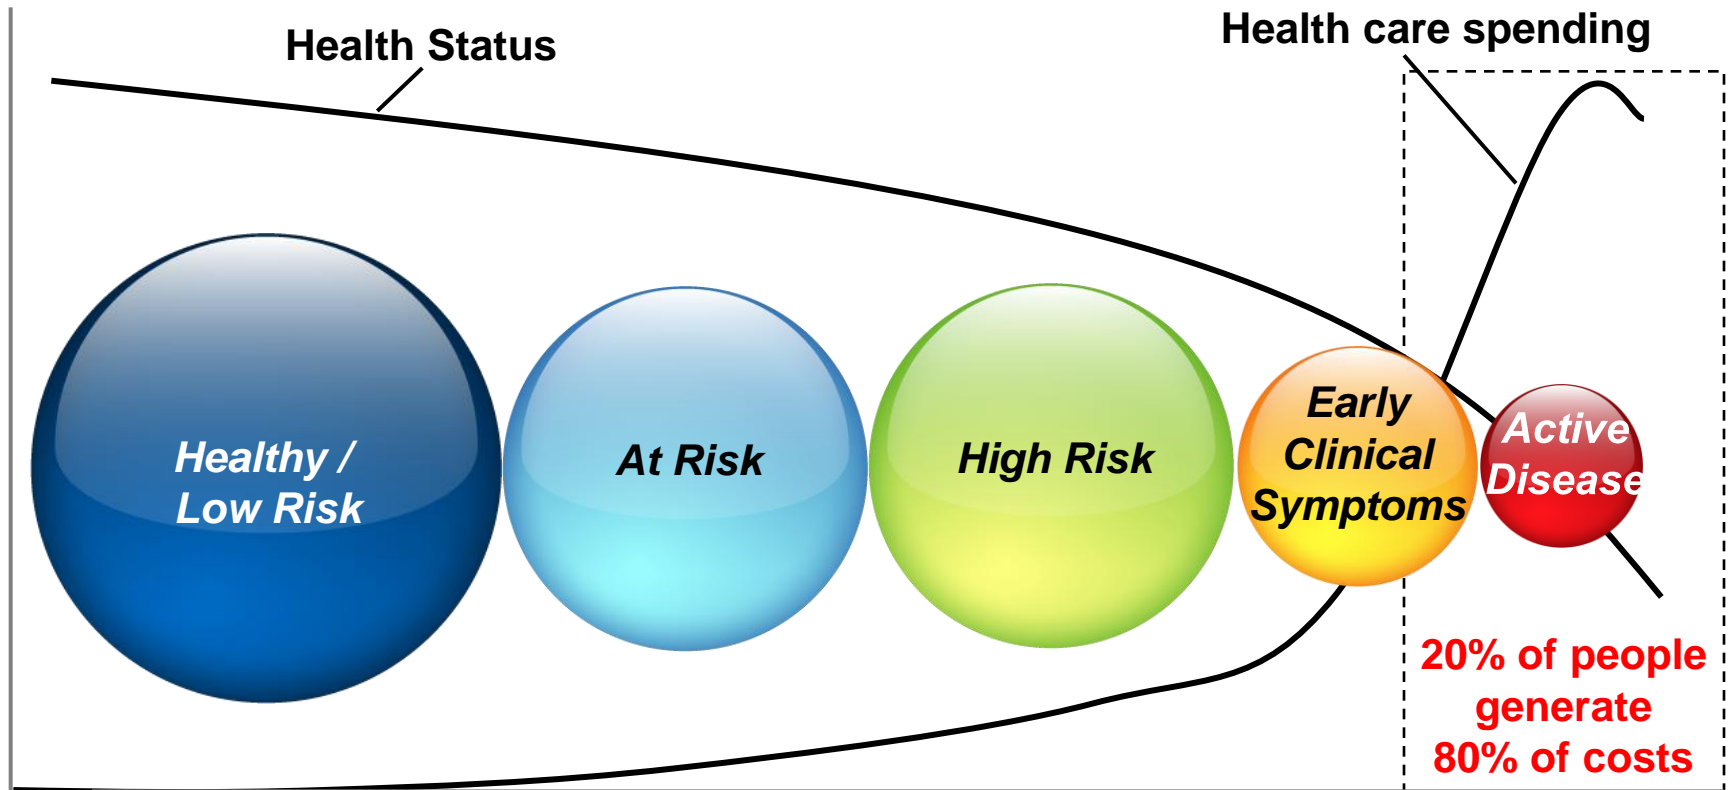 Health Status
Health care spending
Healthy /
Low Risk
At Risk
High Risk
Early
Clinical
Symptoms
Active
Disease
20% of people
generate
80% of costs